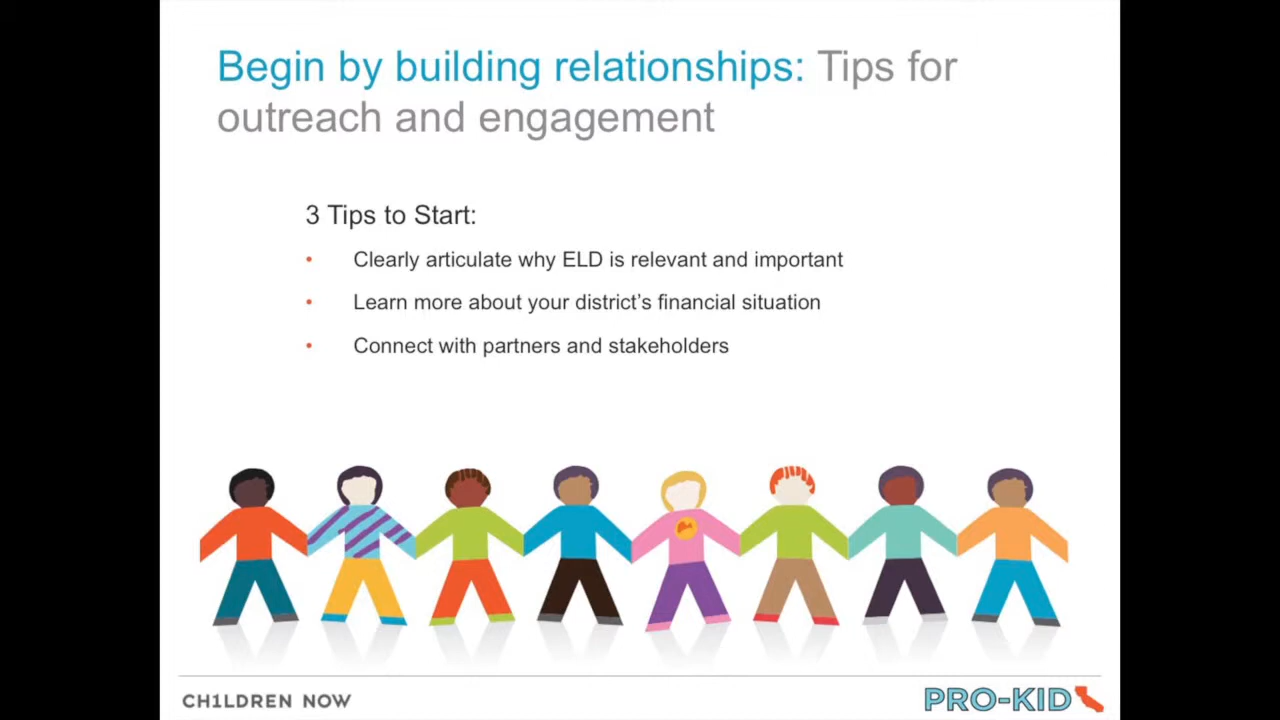 Begin by building relationships: Tips for
outreach and engagement
3 Tips to Start:
• Clearly articulate why ELD is relevant and important
• Learn more about your district's financial situation
• Connect with partners and stakeholders
CH1LDREN NOW
PRO-KID